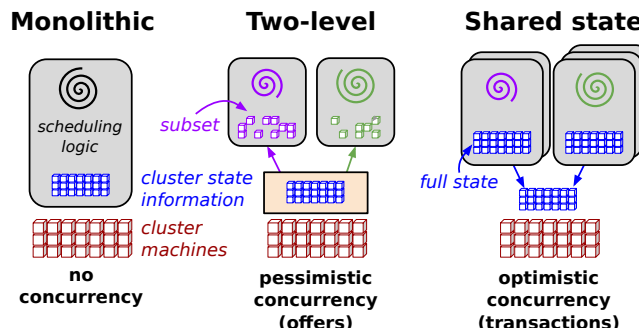 Monolithic
Two-level
Shared state
scheduling
logic
subset
cluster state
information
full state
cluster
machines
no
concurrency
pessimistic
concurrency
(offers)
optimistic
concurrency
(transactions)